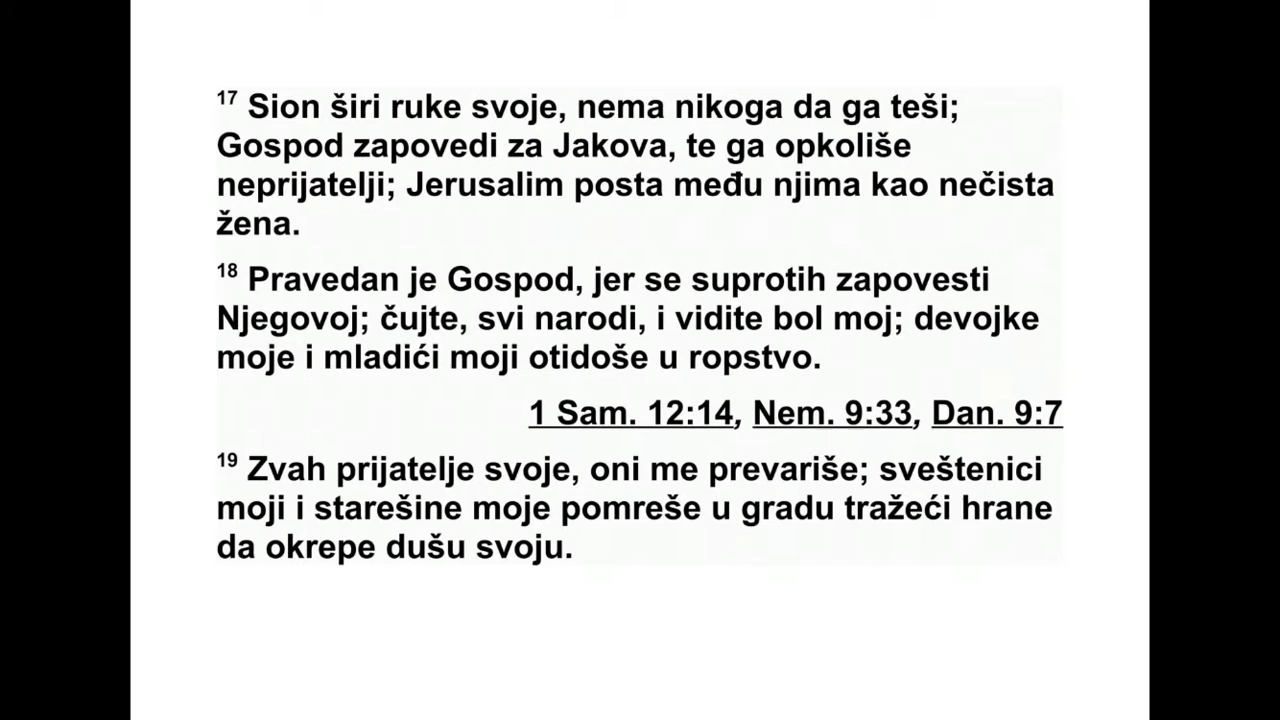 17 Sion širi ruke svoje, nema nikoga da ga teši;
Gospod zapovedi za Jakova, te ga opkoliše
neprijatelji; Jerusalim posta među njima kao nečista
žena.
18 Pravedan je Gospod, jer se suprotih zapovesti
Njegovoj; čujte, svi narodi, i vidite bol moj; devojke
moje i mladići moji otidoše u ropstvo.
1 Sam. 12:14, Nem. 9:33, Dan. 9:7
19 Zvah prijatelje svoje, oni me prevariše; sveštenici
moji i starešine moje pomreše u gradu tražeći hrane
da okrepe dušu svoju.